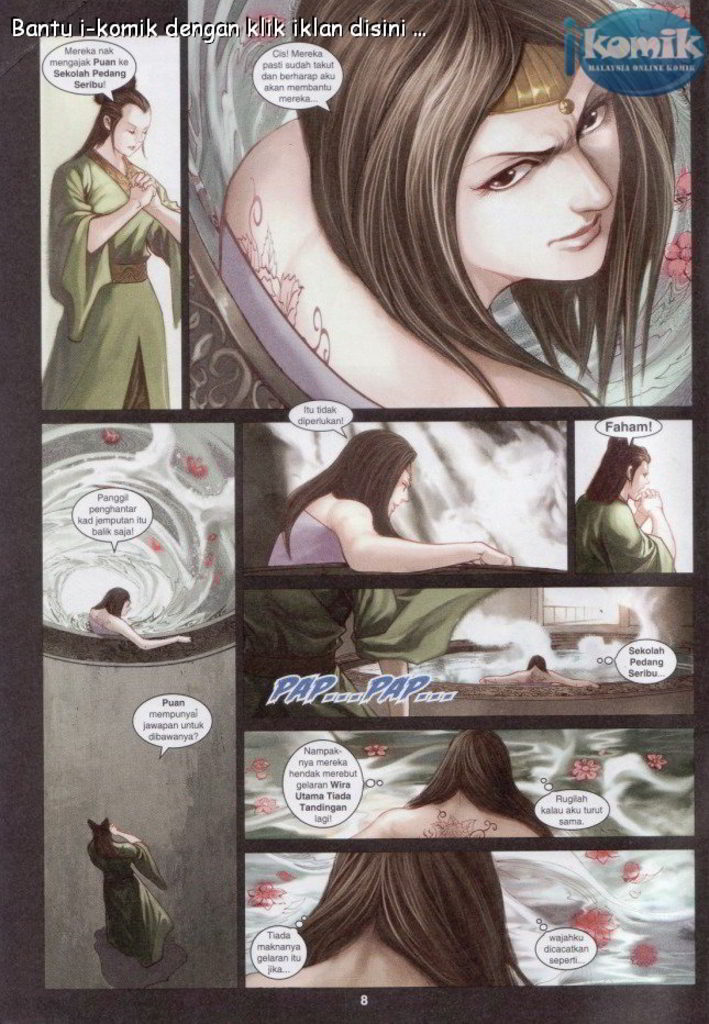 Bantu i-komik dengan klik iklan disini ...
ikomik
MALAYSIA ONLINE KOMIK
Mereka nak
mengajak Puan ke
Sekolah Pedang
Seribu!
Cis! Mereka
pasti sudah takut
dan berharap aku
akan membantu
mereka...
Panggil
penghantar
kad jemputan itu
balik saja!
Puan
mempunyai
jawapan untuk
dibawanya?
Itu tidak
diperlukan!
Faham!
PAP...PAP...
Sekolah
Pedang
Seribu...
Nampak-
nya mereka
hendak merebut
gelaran Wira
Utama Tiada
Tandingan
lagi!
Rugilah
kalau aku turut
sama.
Tiada
maknanya
gelaran itu
jika...
wajahku
dicacatkan
seperti...
8